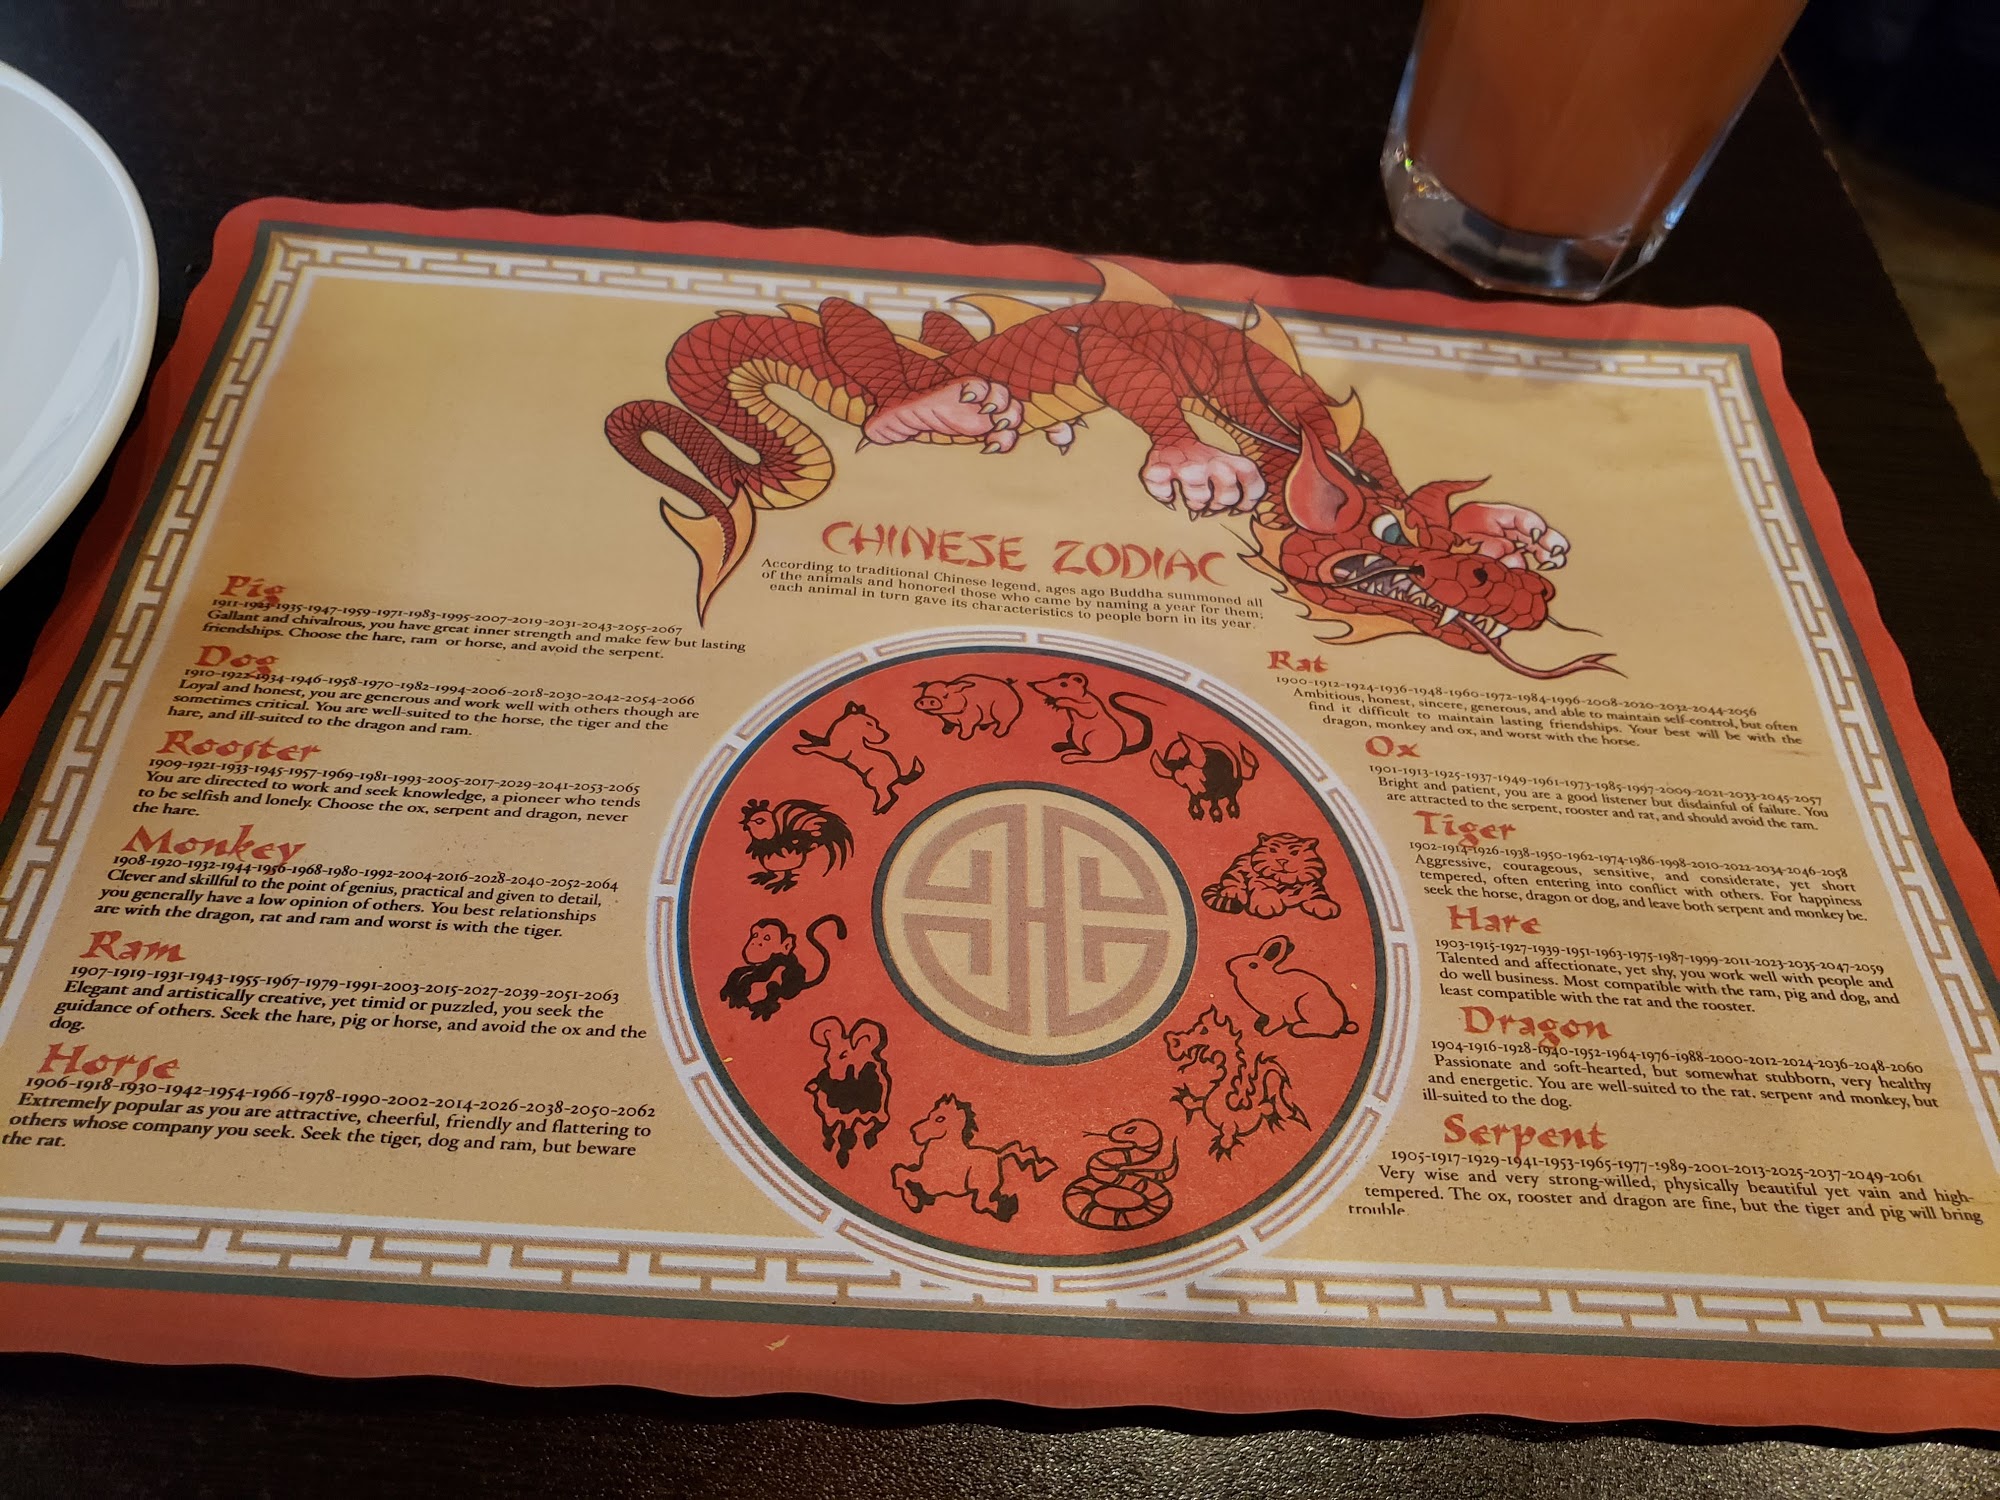 CHINESE ZODIAC
According to traditional Chinese legend, ages ago Buddha summoned all
of the animals and honored those who came by naming a year for them;
each animal in turn gave its characteristics to people born in its year.
Pig
1911-1923-1935-1947-1959-1971-1983-1995-2007-2019-2031-2043-2055-2067
Gallant and chivalrous, you have great inner strength and make few but lasting
friendships. Choose the hare, ram or horse, and avoid the serpent.
Dog
1910-1922-1934-1946-1958-1970-1982-1994-2006-2018-2030-2042-2054-2066
Loyal and honest, you are generous and work well with others though are
sometimes critical. You are well-suited to the horse, the tiger and the
hare, and ill-suited to the dragon and ram.
Rooster
1909-1921-1933-1945-1957-1969-1981-1993-2005-2017-2029-2041-2053-2065
You are directed to work and seek knowledge, a pioneer who tends
to be selfish and lonely. Choose the ox, serpent and dragon, never
the hare.
Monkey
1908-1920-1932-1944-1956-1968-1980-1992-2004-2016-2028-2040-2052-2064
Clever and skillful to the point of genius, practical and given to detail,
you generally have a low opinion of others. You best relationships
are with the dragon, rat and ram and worst is with the tiger.
Ram
1907-1919-1931-1943-1955-1967-1979-1991-2003-2015-2027-2039-2051-2063
Elegant and artistically creative, yet timid or puzzled, you seek the
guidance of others. Seek the hare, pig or horse, and avoid the ox and the
dog.
Horse
1906-1918-1930-1942-1954-1966-1978-1990-2002-2014-2026-2038-2050-2062
Extremely popular as you are attractive, cheerful, friendly and flattering to
others whose company you seek. Seek the tiger, dog and ram, but beware
the rat.
Rat
1900-1912-1924-1936-1948-1960-1972-1984-1996-2008-2020-2032-2044-2056
Ambitious, honest, sincere, generous, and able to maintain self-control, but often
find it difficult to maintain lasting friendships. Your best will be with the
dragon, monkey and ox, and worst with the horse.
Ox
1901-1913-1925-1937-1949-1961-1973-1985-1997-2009-2021-2033-2045-2057
Bright and patient, you are a good listener but disdainful of failure. You
are attracted to the serpent, rooster and rat, and should avoid the ram.
Tiger
1902-1914-1926-1938-1950-1962-1974-1986-1998-2010-2022-2034-2046-2058
Aggressive, courageous, sensitive, and considerate, yet short
tempered, often entering into conflict with others. For happiness
seek the horse, dragon or dog, and leave both serpent and monkey be.
Hare
1903-1915-1927-1939-1951-1963-1975-1987-1999-2011-2023-2035-2047-2059
Talented and affectionate, yet shy, you work well with people and
do well business. Most compatible with the ram, pig and dog, and
least compatible with the rat and the rooster.
Dragon
1904-1916-1928-1940-1952-1964-1976-1988-2000-2012-2024-2036-2048-2060
Passionate and soft-hearted, but somewhat stubborn, very healthy
and energetic. You are well-suited to the rat, serpent and monkey, but
ill-suited to the dog.
Serpent
1905-1917-1929-1941-1953-1965-1977-1989-2001-2013-2025-2037-2049-2061
Very wise and very strong-willed, physically beautiful yet vain and high-
tempered. The ox, rooster and dragon are fine, but the tiger and pig will bring
trouble.